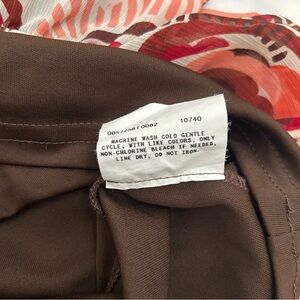 10740
MACHINE WASH COLD GENTLE
CYCLE, WITH LIKE COLORS, ONLY
NON-CHLORINE BLEACH IF NEEDED,
LINE DRY, DO NOT IRON.